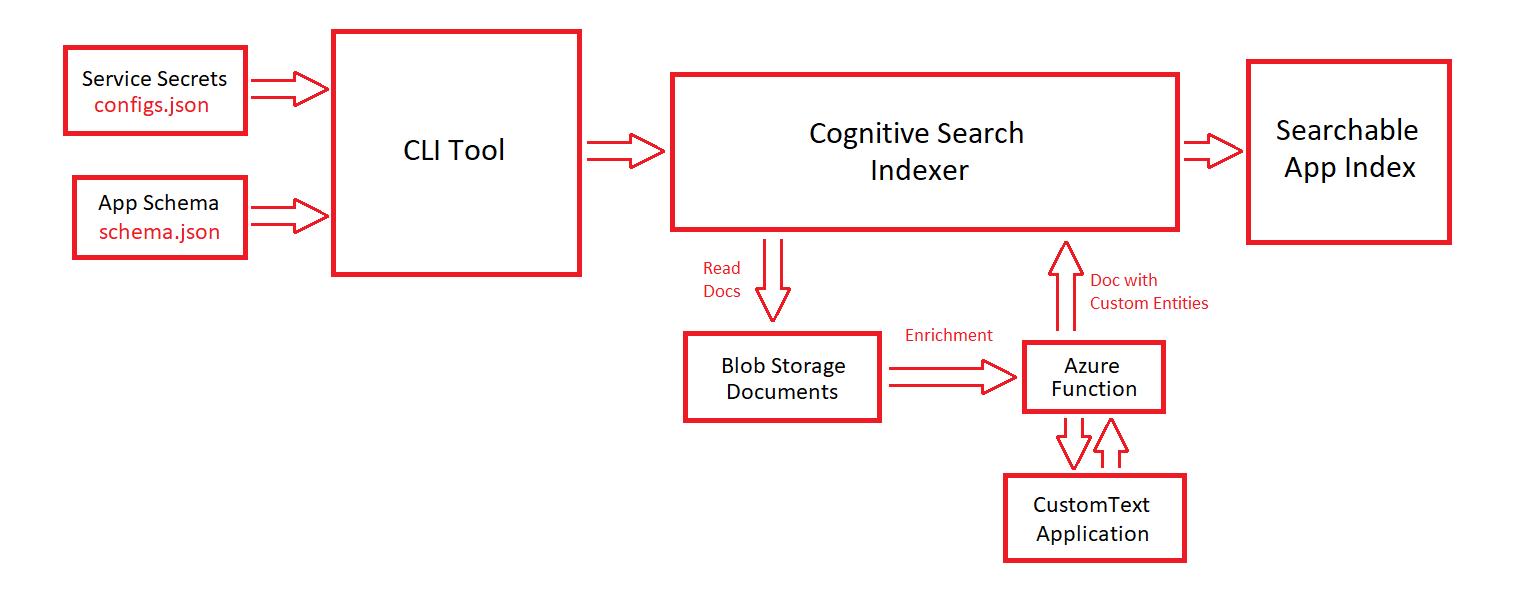 Service Secrets
configs.json
App Schema
schema.json
CLI Tool
Cognitive Search
Indexer
Searchable
App Index
Read
Docs
Doc with
Custom Entities
Blob Storage
Documents
Enrichment
Azure
Function
CustomText
Application